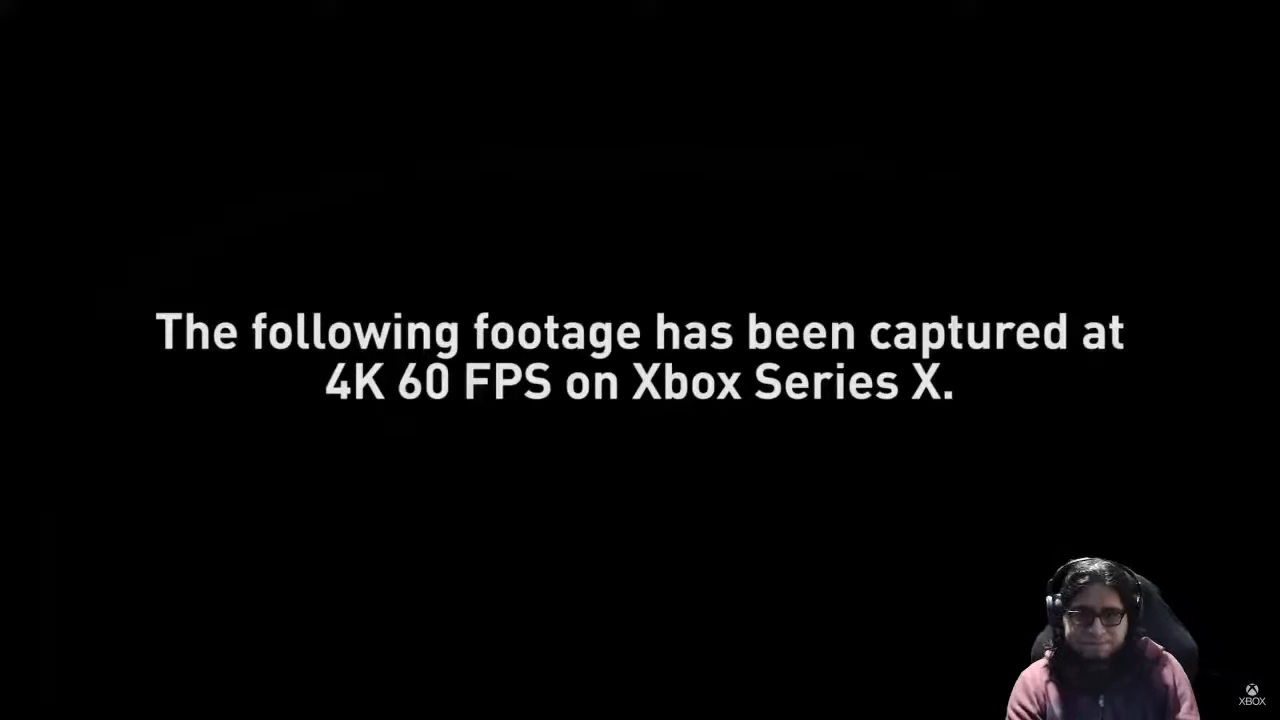 The following footage has been captured at
4K 60 FPS on Xbox Series X.
XBOX